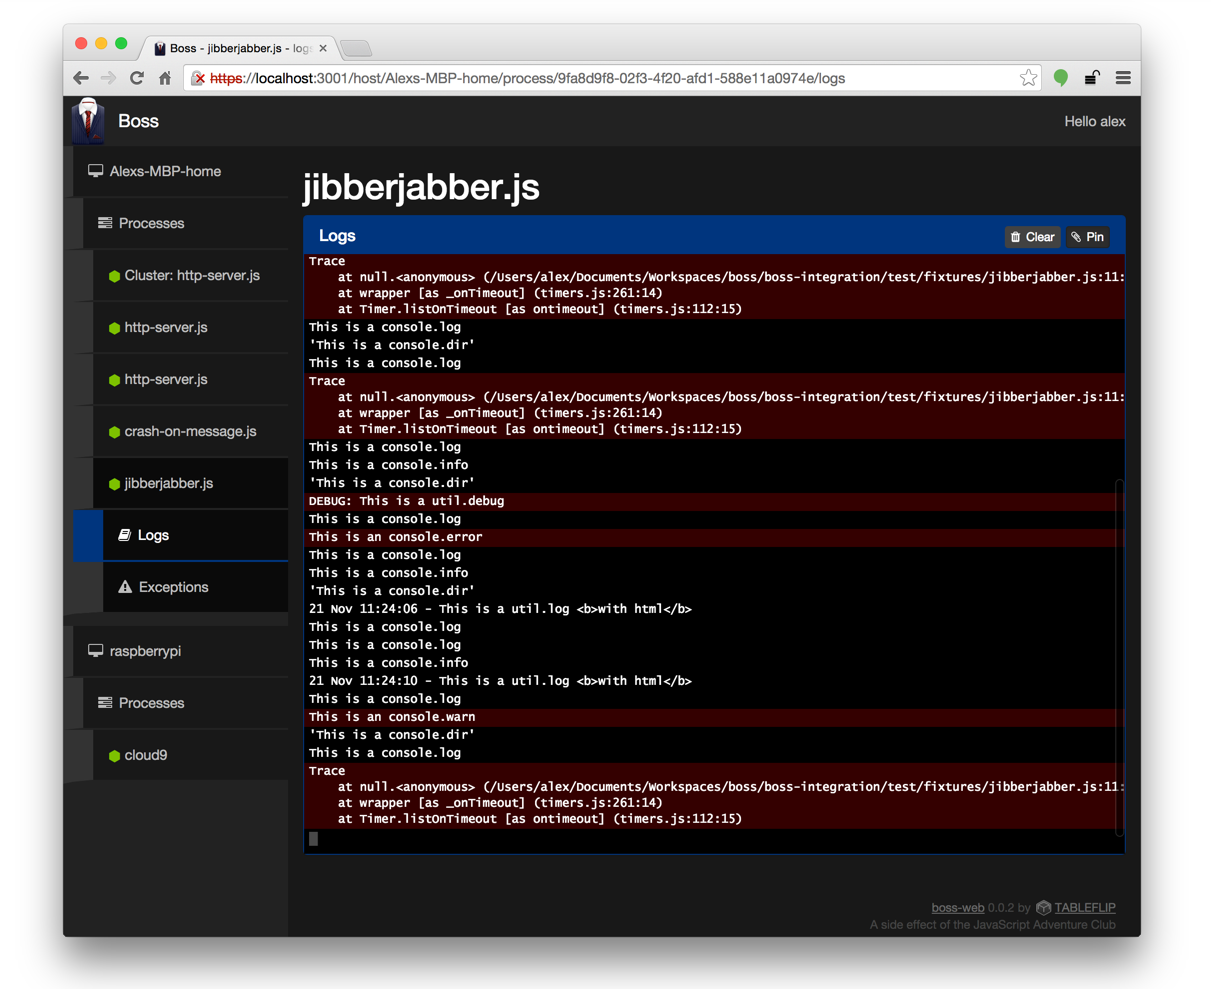 Boss - jibberjabber.js - log
https://localhost:3001/host/Alexs-MBP-home/process/9fa8d9f8-02f3-4f20-afd1-588e11a0974e/logs
Boss
Hello alex
Alexs-MBP-home
Processes
Cluster: http-server.js
http-server.js
http-server.js
crash-on-message.js
jibberjabber.js
Logs
Exceptions
raspberrypi
Processes
cloud9
jibberjabber.js
Logs
Clear
Pin
Trace
at null.<anonymous> (/Users/alex/Documents/Workspaces/boss/boss-integration/test/fixtures/jibberjabber.js:11:
at wrapper [as _onTimeout] (timers.js:261:14)
at Timer.listOnTimeout [as ontimeout] (timers.js:112:15)
This is a console.log
'This is a console.dir'
This is a console.log
Trace
at null.<anonymous> (/Users/alex/Documents/Workspaces/boss/boss-integration/test/fixtures/jibberjabber.js:11:
at wrapper [as _onTimeout] (timers.js:261:14)
at Timer.listOnTimeout [as ontimeout] (timers.js:112:15)
This is a console.log
This is a console.info
'This is a console.dir'
DEBUG: This is a util.debug
This is a console.log
This is an console.error
This is a console.log
This is a console.info
'This is a console.dir'
21 Nov 11:24:06 - This is a util.log <b>with html</b>
This is a console.log
This is a console.log
This is a console.info
21 Nov 11:24:10 - This is a util.log <b>with html</b>
This is a console.log
This is an console.warn
'This is a console.dir'
This is a console.log
Trace
at null.<anonymous> (/Users/alex/Documents/Workspaces/boss/boss-integration/test/fixtures/jibberjabber.js:11:
at wrapper [as _onTimeout] (timers.js:261:14)
at Timer.listOnTimeout [as ontimeout] (timers.js:112:15)
boss-web 0.0.2 by TABLEFLIP
A side effect of the JavaScript Adventure Club